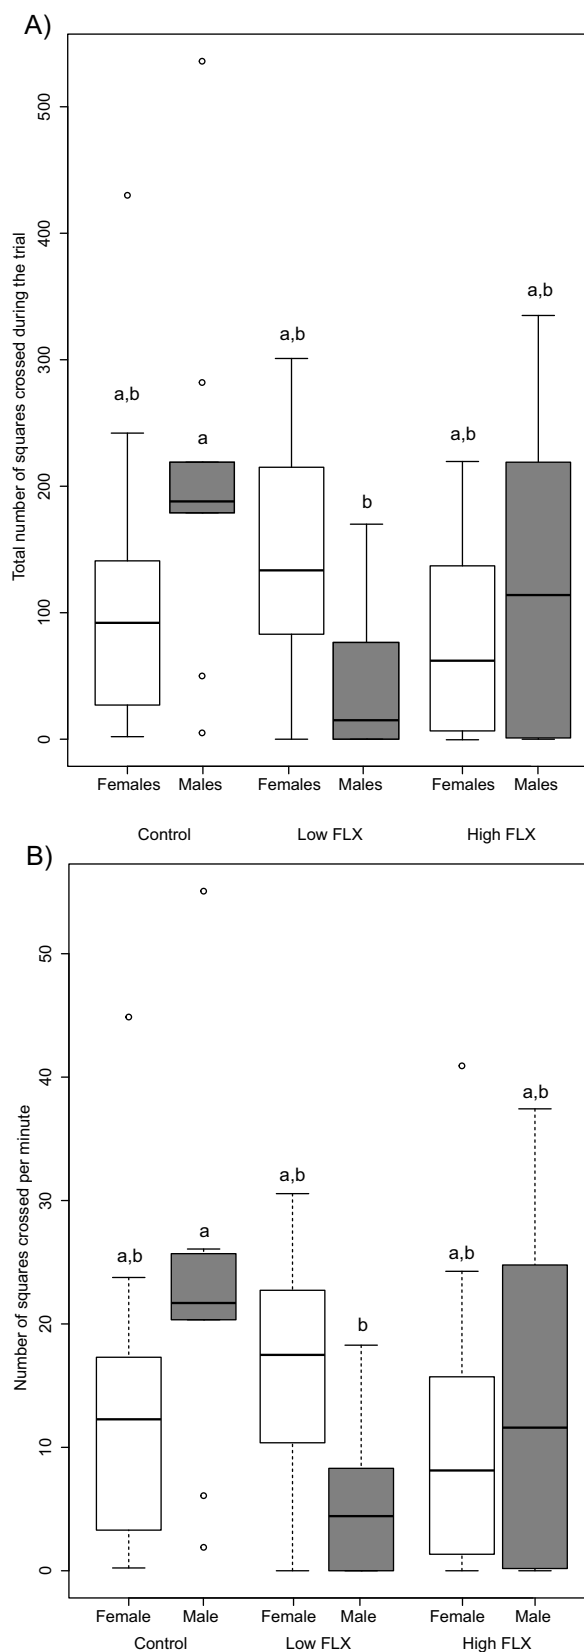 A)
Total number of squares crossed during the trial
500
400
300
200
100
0
a,b
a
a,b
b
a,b
a,b
Females Males Females Males Females Males
Control Low FLX High FLX
B)
Number of squares crossed per minute
50
40
30
20
10
0
a,b
a
a,b
b
a,b
a,b
Female Male Female Male Female Male
Control Low FLX High FLX